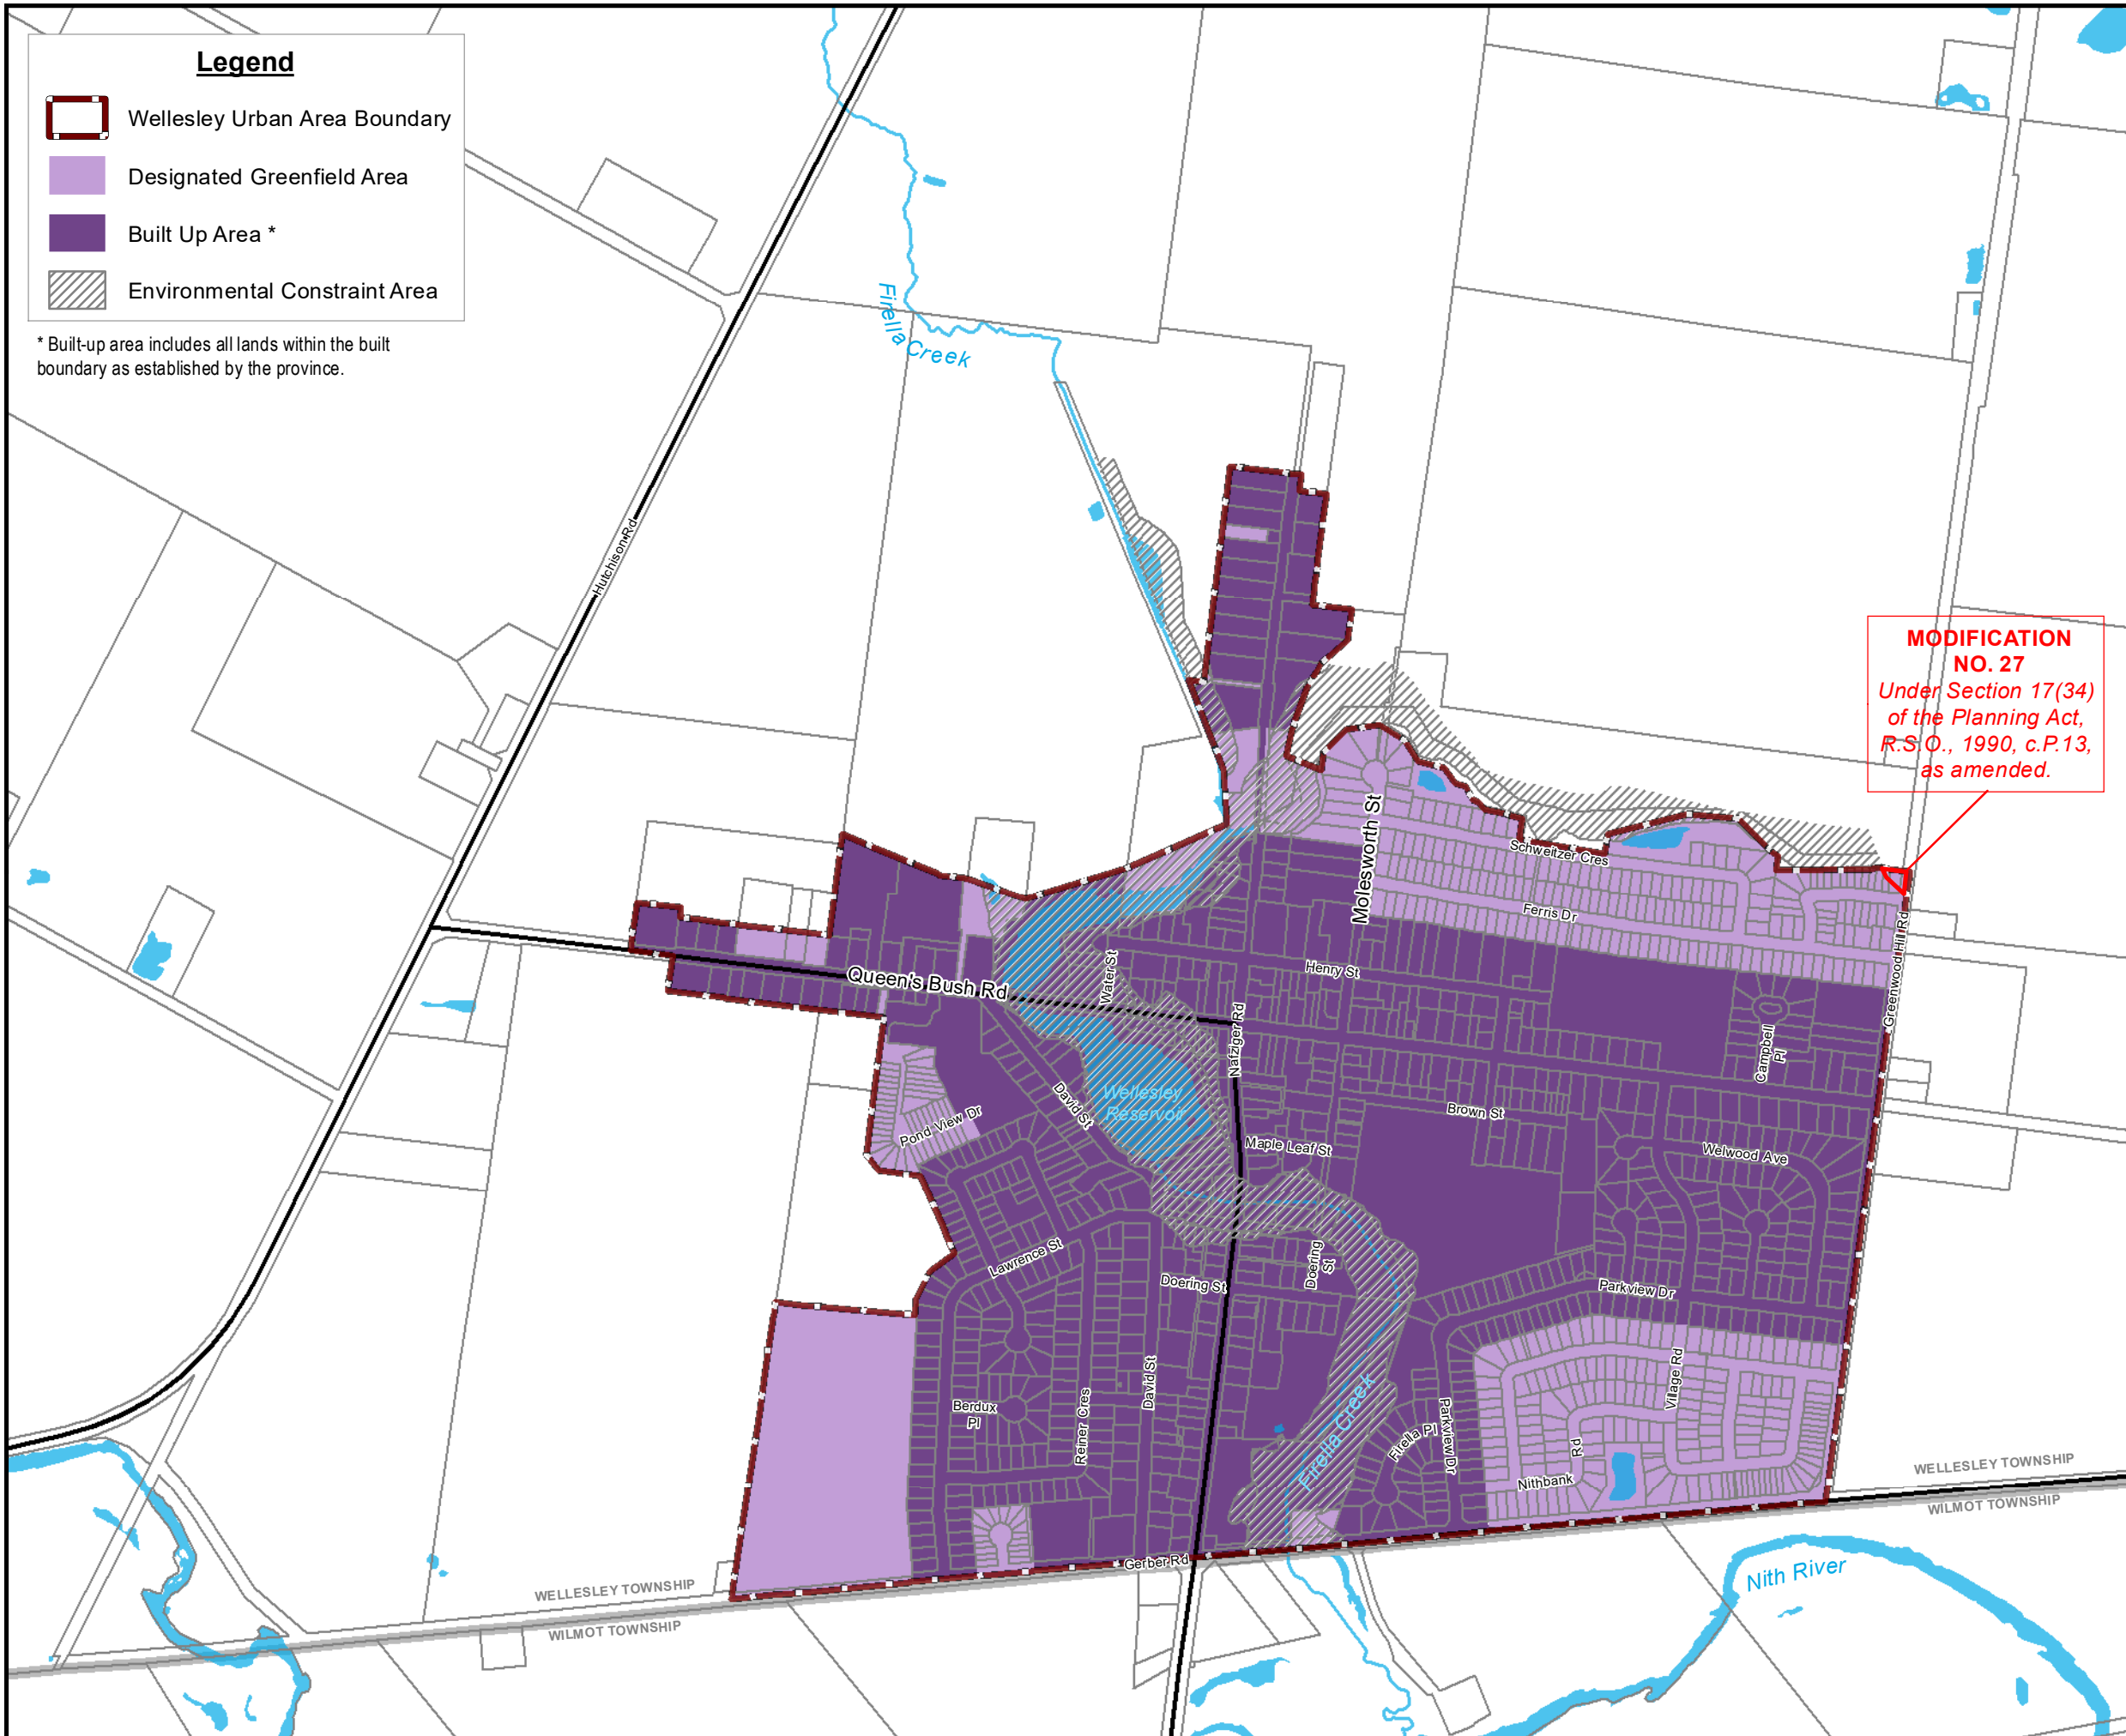 Legend
Wellesley Urban Area Boundary
Designated Greenfield Area
Built Up Area *
Environmental Constraint Area
* Built-up area includes all lands within the built
boundary as established by the province.
Firella Creek
Hutchison Rd
MODIFICATION
NO. 27
Under Section 17(34)
of the Planning Act,
R.S.O., 1990, c.P.13,
as amended.
Molesworth St
Schweitzer Cres
Ferris Dr
Greenwood Hill Rd
Queen's Bush Rd
Water St
Henry St
Nafziger Rd
Campbell
Pl
Wellesley
Reservoir
David St
Pond View Dr
Brown St
Maple Leaf St
Welwood Ave
Lawrence St
Doering St
Doering
St
Parkview Dr
Village Rd
Berdux
Pl
Reiner Cres
David St
Firella Creek
Firella Pl
Parkview Dr
Nithbank
Rd
Gerber Rd
WELLESLEY TOWNSHIP
WILMOT TOWNSHIP
WELLESLEY TOWNSHIP
WILMOT TOWNSHIP
Nith River